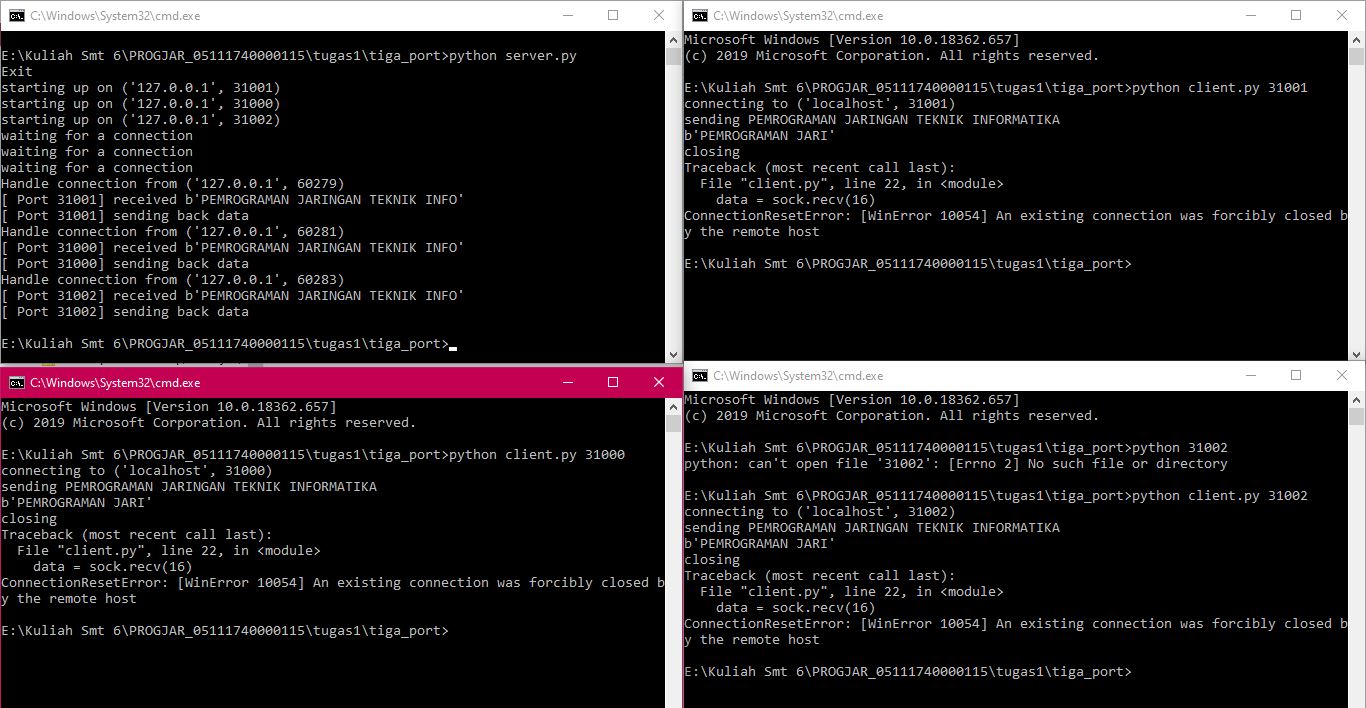 C:\Windows\System32\cmd.exe
E:\Kuliah Smt 6\PROGJAR_05111740000115\tugas1\tiga_port>python server.py
Exit
starting up on ('127.0.0.1', 31001)
starting up on ('127.0.0.1', 31000)
starting up on ('127.0.0.1', 31002)
waiting for a connection
waiting for a connection
waiting for a connection
Handle connection from ('127.0.0.1', 60279)
[ Port 31001] received b'PEMROGRAMAN JARINGAN TEKNIK INFO'
[ Port 31001] sending back data
Handle connection from ('127.0.0.1', 60281)
[ Port 31000] received b'PEMROGRAMAN JARINGAN TEKNIK INFO'
[ Port 31000] sending back data
Handle connection from ('127.0.0.1', 60283)
[ Port 31002] received b'PEMROGRAMAN JARINGAN TEKNIK INFO'
[ Port 31002] sending back data
E:\Kuliah Smt 6\PROGJAR_05111740000115\tugas1\tiga_port>
C:\Windows\System32\cmd.exe
Microsoft Windows [Version 10.0.18362.657]
(c) 2019 Microsoft Corporation. All rights reserved.
E:\Kuliah Smt 6\PROGJAR_05111740000115\tugas1\tiga_port>python client.py 31001
connecting to ('localhost', 31001)
sending PEMROGRAMAN JARINGAN TEKNIK INFORMATIKA
b'PEMROGRAMAN JARI'
closing
Traceback (most recent call last):
  File "client.py", line 22, in <module>
    data = sock.recv(16)
ConnectionResetError: [WinError 10054] An existing connection was forcibly closed b
y the remote host
E:\Kuliah Smt 6\PROGJAR_05111740000115\tugas1\tiga_port>
C:\Windows\System32\cmd.exe
Microsoft Windows [Version 10.0.18362.657]
(c) 2019 Microsoft Corporation. All rights reserved.
E:\Kuliah Smt 6\PROGJAR_05111740000115\tugas1\tiga_port>python client.py 31000
connecting to ('localhost', 31000)
sending PEMROGRAMAN JARINGAN TEKNIK INFORMATIKA
b'PEMROGRAMAN JARI'
closing
Traceback (most recent call last):
  File "client.py", line 22, in <module>
    data = sock.recv(16)
ConnectionResetError: [WinError 10054] An existing connection was forcibly closed b
y the remote host
E:\Kuliah Smt 6\PROGJAR_05111740000115\tugas1\tiga_port>
C:\Windows\System32\cmd.exe
Microsoft Windows [Version 10.0.18362.657]
(c) 2019 Microsoft Corporation. All rights reserved.
E:\Kuliah Smt 6\PROGJAR_05111740000115\tugas1\tiga_port>python 31002
python: can't open file '31002': [Errno 2] No such file or directory
E:\Kuliah Smt 6\PROGJAR_05111740000115\tugas1\tiga_port>python client.py 31002
connecting to ('localhost', 31002)
sending PEMROGRAMAN JARINGAN TEKNIK INFORMATIKA
b'PEMROGRAMAN JARI'
closing
Traceback (most recent call last):
  File "client.py", line 22, in <module>
    data = sock.recv(16)
ConnectionResetError: [WinError 10054] An existing connection was forcibly closed b
y the remote host
E:\Kuliah Smt 6\PROGJAR_05111740000115\tugas1\tiga_port>